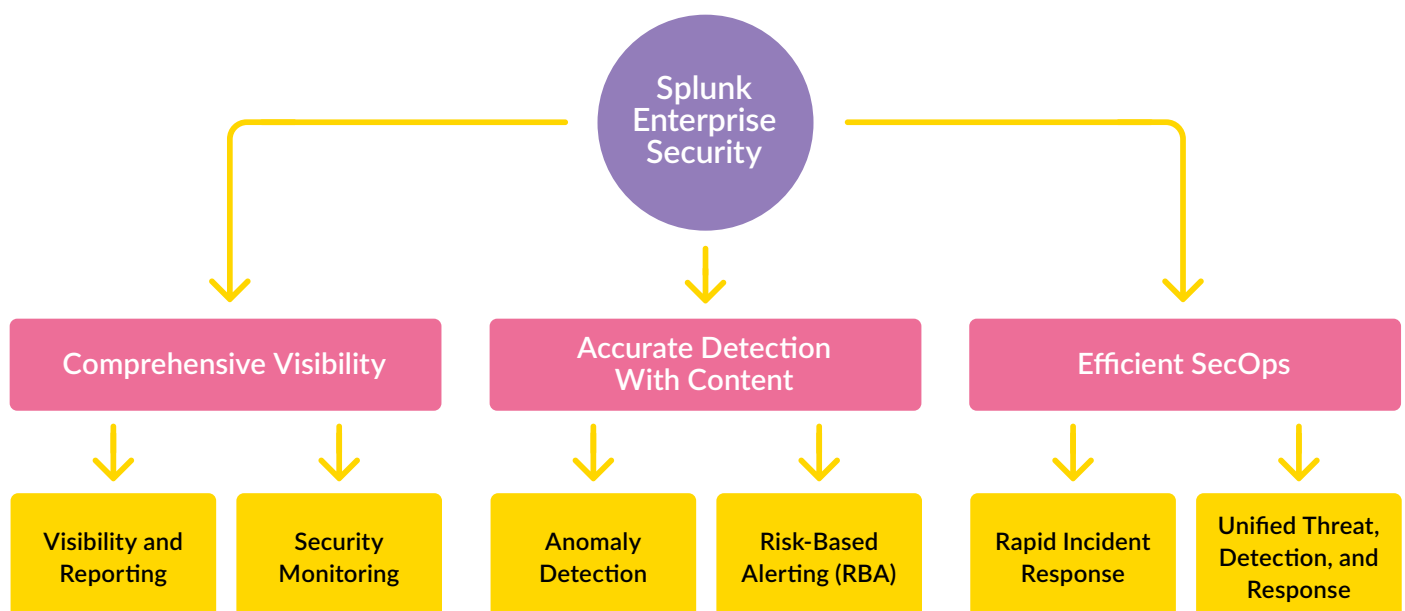 Splunk
Enterprise
Security
Comprehensive Visibility
Accurate Detection
With Content
Efficient SecOps
Visibility and
Reporting
Security
Monitoring
Anomaly
Detection
Risk-Based
Alerting (RBA)
Rapid Incident
Response
Unified Threat,
Detection, and
Response